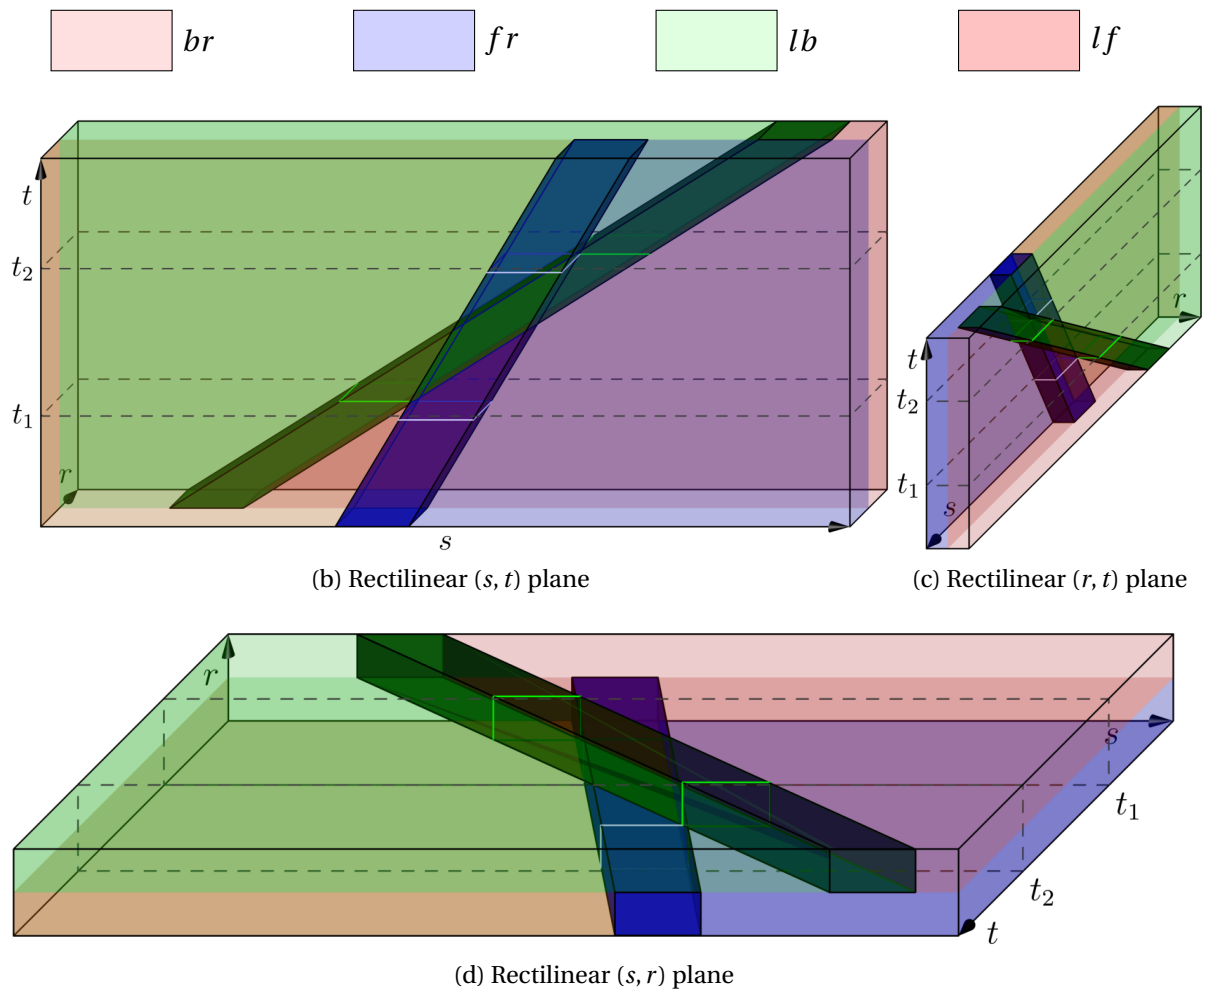 br fr lb lf
t
t₂
t₁
r
s
(b) Rectilinear (s, t) plane
r
t
t₂
t₁
s
(c) Rectilinear (r, t) plane
r
s
t₁
t₂
t
(d) Rectilinear (s, r) plane